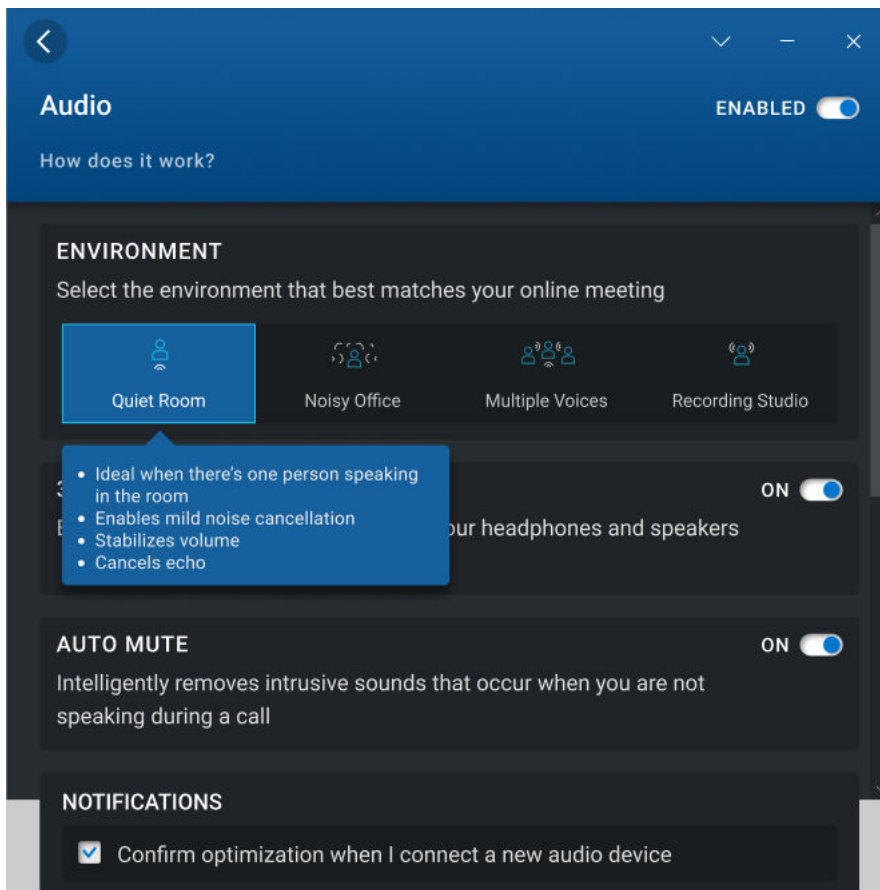 Audio
ENABLED
How does it work?
ENVIRONMENT
Select the environment that best matches your online meeting
Quiet Room
Noisy Office
Multiple Voices
Recording Studio
• Ideal when there's one person speaking
in the room
• Enables mild noise cancellation
• Stabilizes volume
• Cancels echo
ON
headphones and speakers
AUTO MUTE
ON
Intelligently removes intrusive sounds that occur when you are not
speaking during a call
NOTIFICATIONS
Confirm optimization when I connect a new audio device